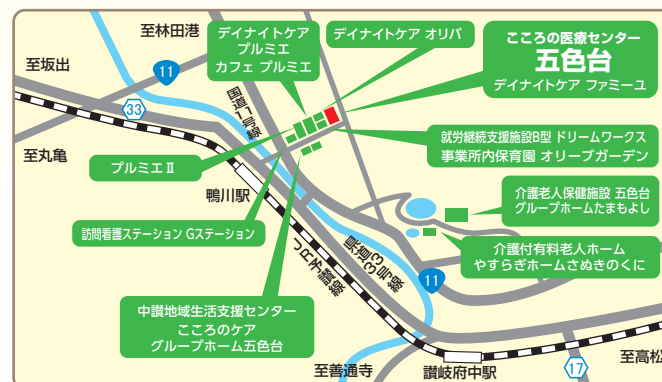 至林田港
デイナイトケア
プルミエ
カフェ プルミエ
デイナイトケア オリバ
こころの医療センター
五色台
デイナイトケア ファミーユ
至坂出
11
33
国道11号線
至丸亀
プルミエⅡ
就労継続支援施設B型 ドリームワークス
事業所内保育園 オリーブガーデン
鴨川駅
介護老人保健施設 五色台
グループホームたまもよし
訪問看護ステーション Gステーション
介護付有料老人ホーム
やすらぎホームさぬきのくに
県道33号線
JR予讃線
11
中讃地域生活支援センター
こころのケア
グループホーム五色台
至善通寺
讃岐府中駅
17
至高松